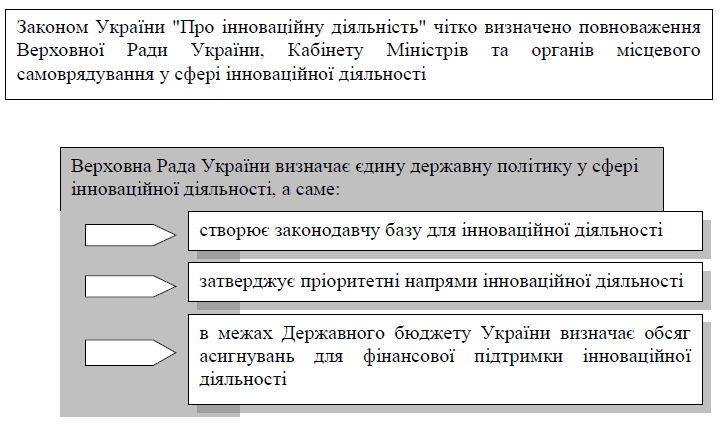 Законом України "Про інноваційну діяльність" чітко визначено повноваження
Верховної Ради України, Кабінету Міністрів та органів місцевого
самоврядування у сфері інноваційної діяльності
Верховна Рада України визначає єдину державну політику у сфері
інноваційної діяльності, а саме:
створює законодавчу базу для інноваційної діяльності
затверджує пріоритетні напрями інноваційної діяльності
в межах Державного бюджету України визначає обсяг
асигнувань для фінансової підтримки інноваційної
діяльності